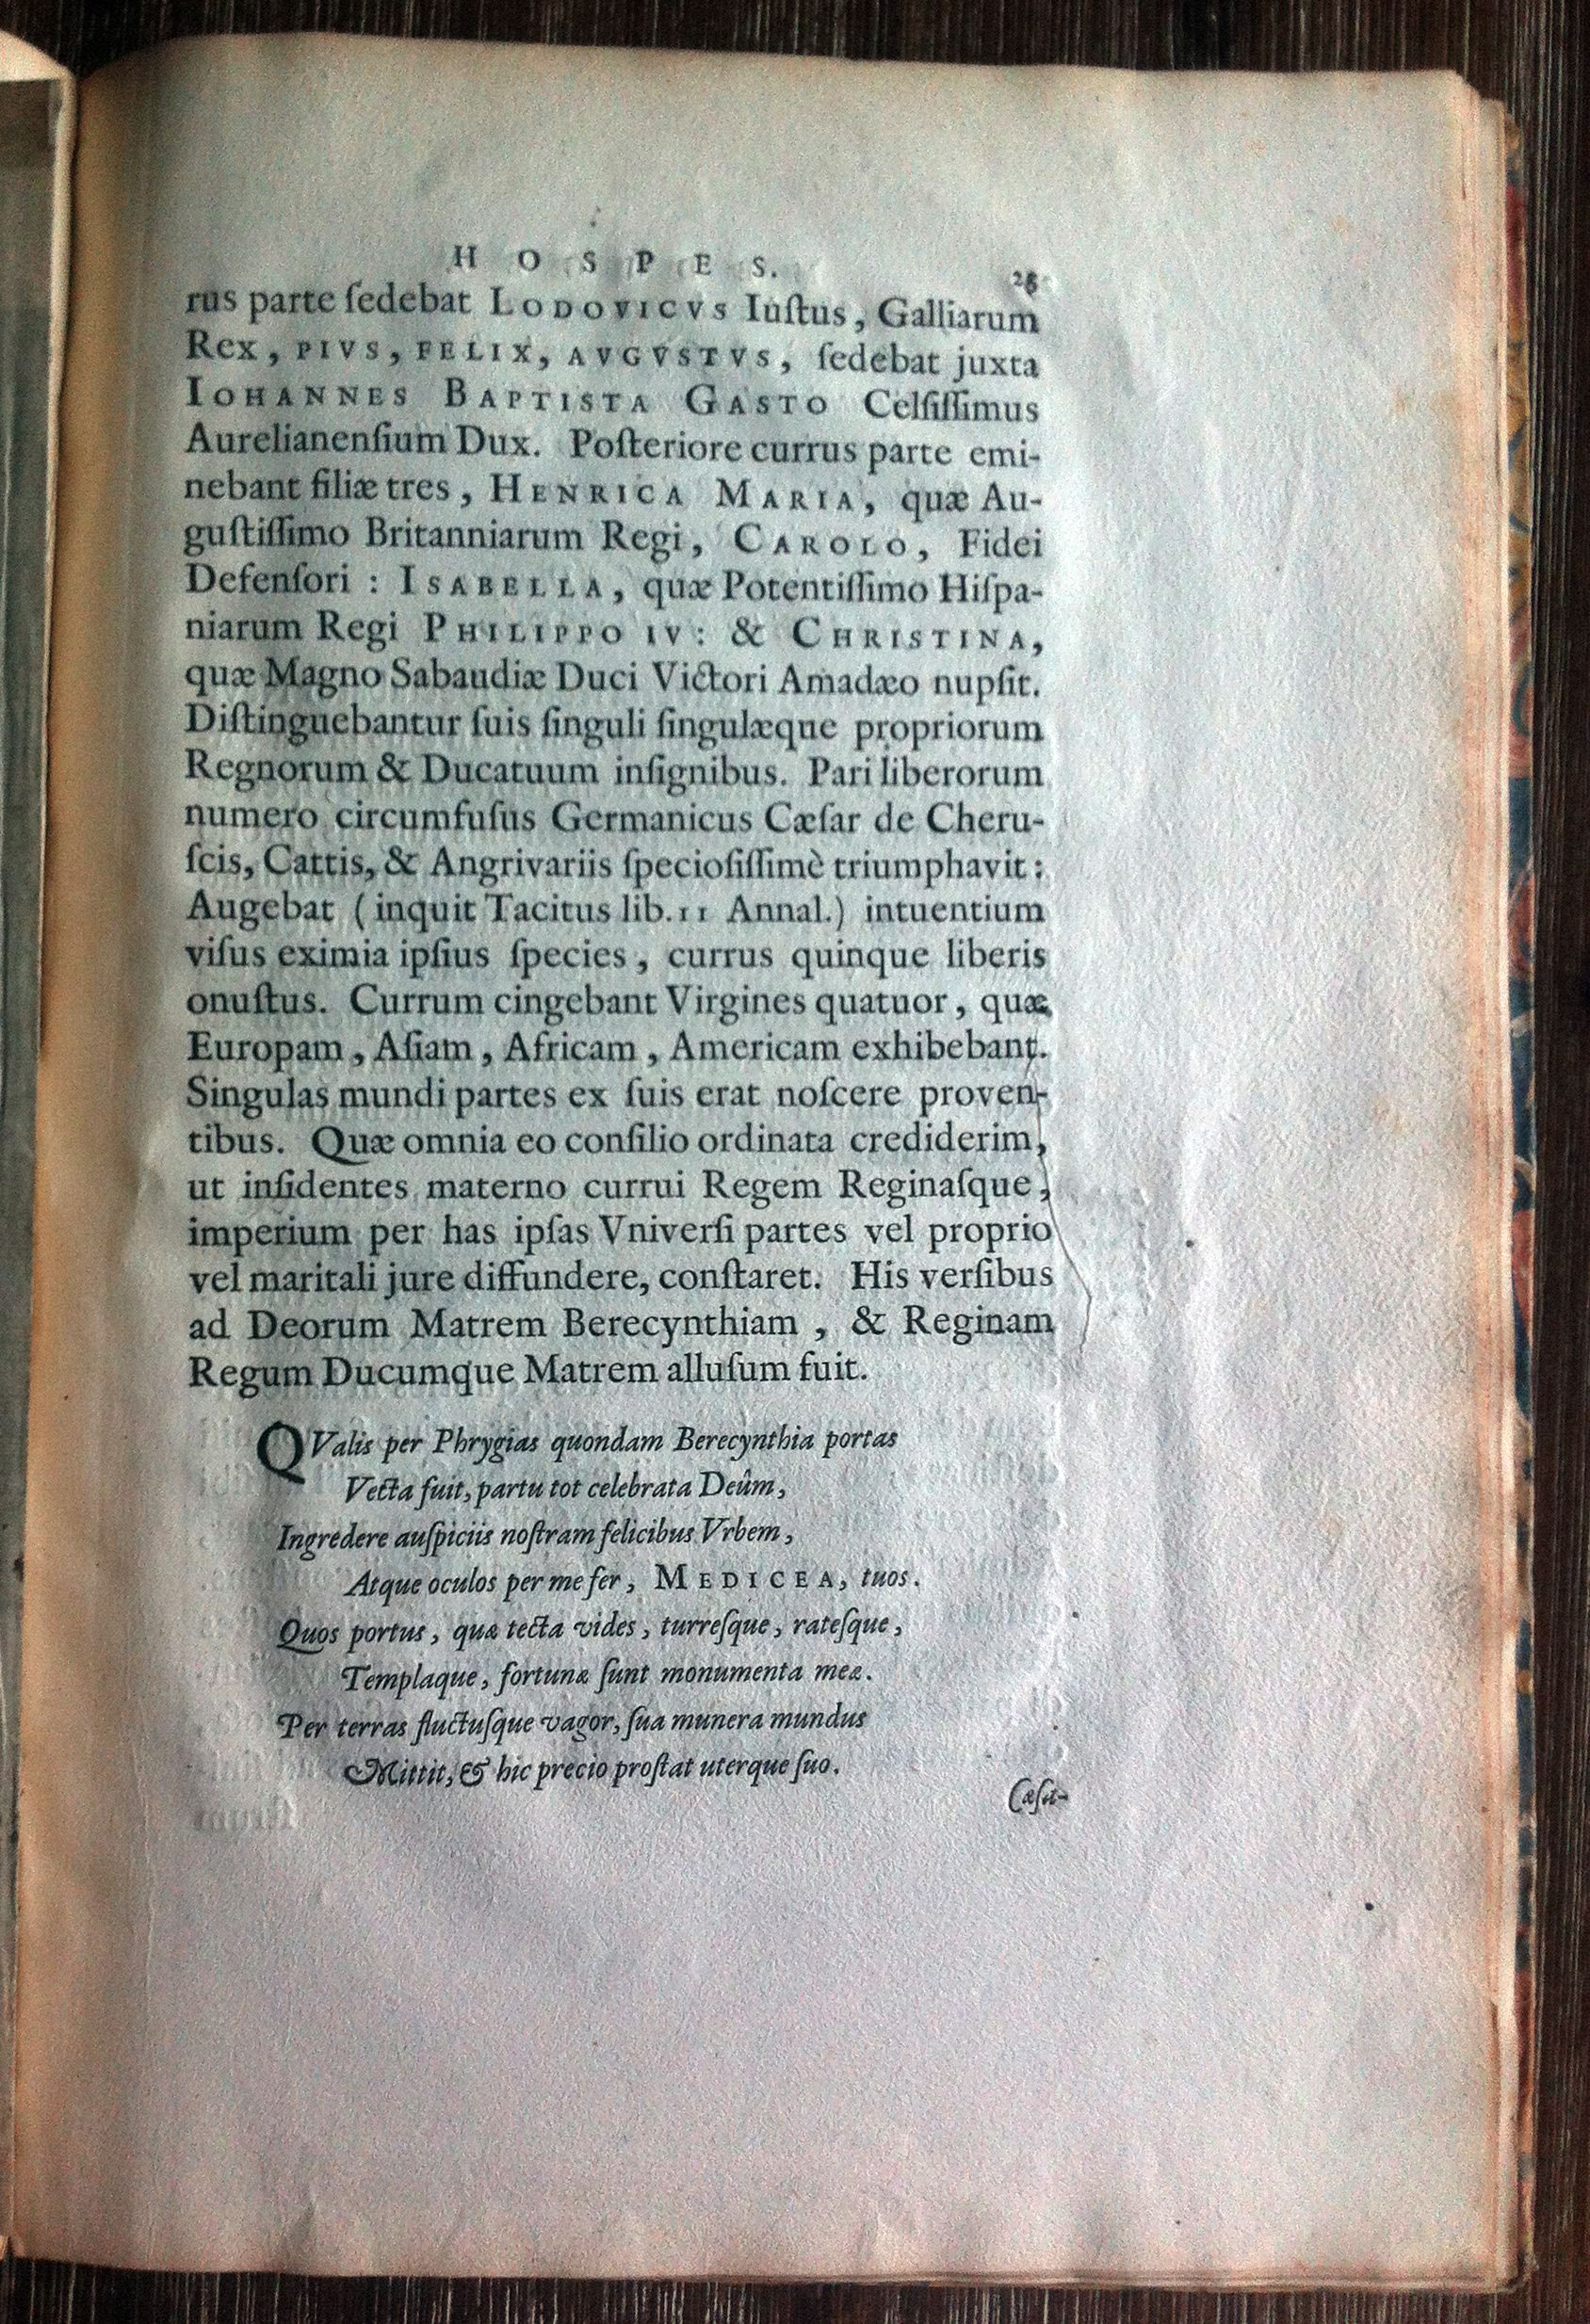 HOSPES.
rus parte ſedebat LODOVICVS Iuſtus, Galliarum
Rex, PIVS, FELIX, AVGVSTVS, ſedebat juxta
IOHANNES BAPTISTA GASTO Celſiſſimus
Aurelianenſium Dux. Poſteriore currus parte emi-
nebant filiæ tres, HENRICA MARIA, quæ Au-
guſtiſſimo Britanniarum Regi, CAROLO, Fidei
Defenſori: ISABELLA, quæ Potentiſſimo Hiſpa-
niarum Regi PHILIPPO IV: & CHRISTINA,
quæ Magno Sabaudiæ Duci Victori Amadæo nupſit.
Diſtinguebantur ſuis ſinguli ſingulæque propriorum
Regnorum & Ducatuum inſignibus. Pari liberorum
numero circumfuſus Germanicus Cæſar de Cheru-
ſcis, Cattis, & Angrivariis ſpecioſiſſimè triumphavit:
Augebat (inquit Tacitus lib. 11 Annal.) intuentium
viſus eximia ipſius ſpecies, currus quinque liberis
onuſtus. Currum cingebant Virgines quatuor, quæ
Europam, Aſiam, Africam, Americam exhibebant.
Singulas mundi partes ex ſuis erat noſcere proven-
tibus. Quæ omnia eo conſilio ordinata crediderim,
ut inſidentes materno currui Regem Reginaſque,
imperium per has ipſas Vniverſi partes vel proprio
vel maritali jure diffundere, conſtaret. His verſibus
ad Deorum Matrem Berecynthiam, & Reginam
Regum Ducumque Matrem alluſum fuit.
QValis per Phrygias quondam Berecynthia portas
Vecta fuit, partu tot celebrata Deûm,
Ingredere auſpiciis noſtram felicibus Vrbem,
Atque oculos per me fer, MEDICEA, tuos.
Quos portus, quæ tecta vides, turreſque, rateſque,
Templaque, fortunæ ſunt monumenta meæ.
Per terras fluctuſque vagor, ſua munera mundus
Mittit, & hic precio proſtat uterque ſuo.
Cæſa-